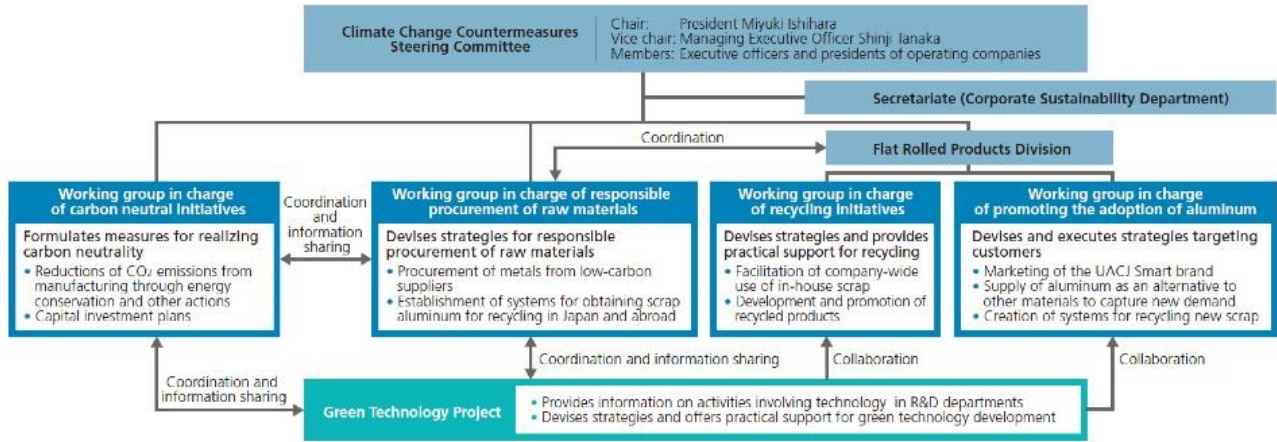 Climate Change Countermeasures
Steering Committee
Chair: President Miyuki Ishihara
Vice chair: Managing Executive Officer Shinji Tanaka
Members: Executive officers and presidents of operating companies
Secretariate (Corporate Sustainability Department)
Coordination
Flat Rolled Products Division
Working group in charge
of carbon neutral initiatives
Formulates measures for realizing
carbon neutrality
• Reductions of CO₂ emissions from
manufacturing through energy
conservation and other actions
• Capital investment plans
Coordination
and
information
sharing
Working group in charge of responsible
procurement of raw materials
Devises strategies for responsible
procurement of raw materials
• Procurement of metals from low-carbon
suppliers
• Establishment of systems for obtaining scrap
aluminum for recycling in Japan and abroad
Working group in charge
of recycling initiatives
Devises strategies and provides
practical support for recycling
• Facilitation of company-wide
use of in-house scrap
• Development and promotion of
recycled products
Working group in charge
of promoting the adoption of aluminum
Devises and executes strategies targeting
customers
• Marketing of the UACJ Smart brand
• Supply of aluminum as an alternative to
other materials to capture new demand
• Creation of systems for recycling new scrap
Coordination and
information sharing
Coordination and information sharing
Collaboration
Collaboration
Green Technology Project
• Provides information on activities involving technology in R&D departments
• Devises strategies and offers practical support for green technology development